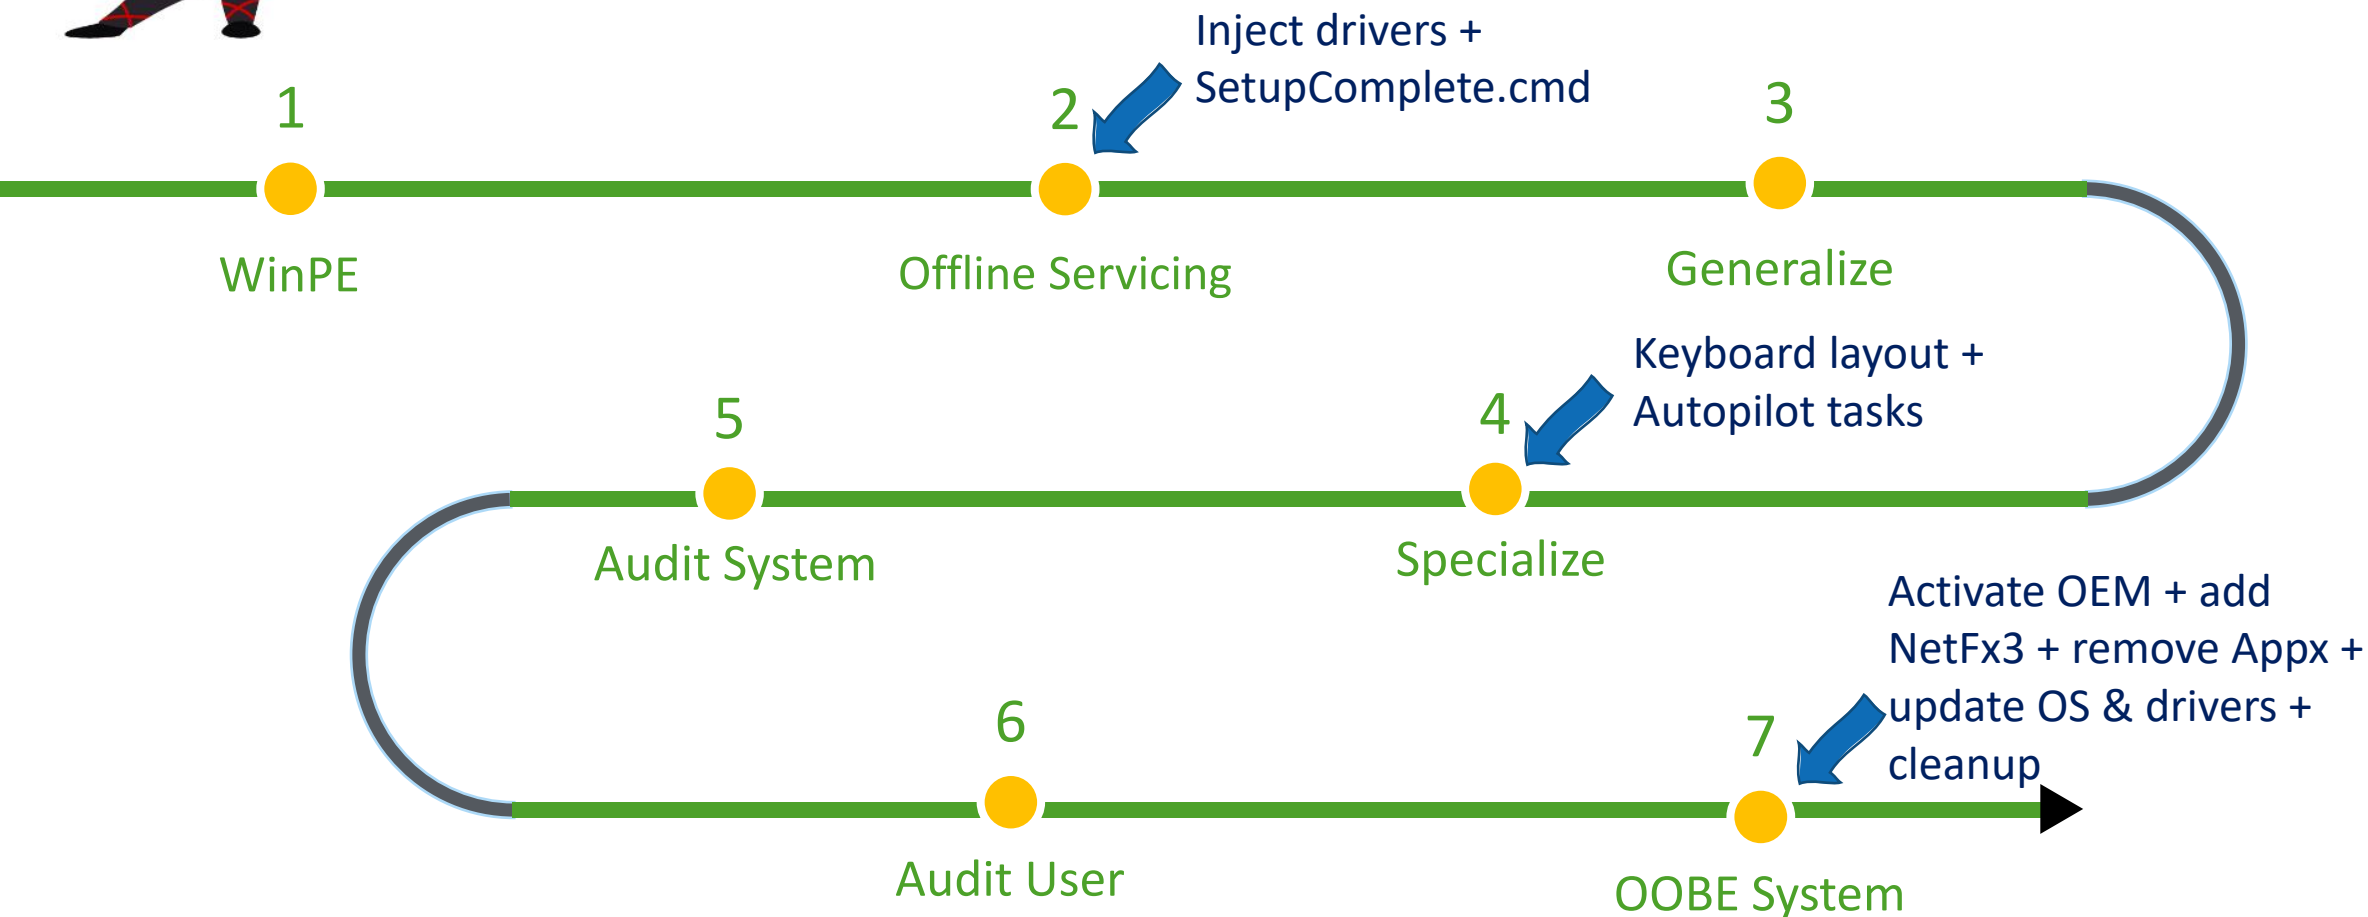 Inject drivers +
SetupComplete.cmd
1
2
3
WinPE
Offline Servicing
Generalize
Keyboard layout +
Autopilot tasks
4
5
Specialize
Audit System
Activate OEM + add
NetFx3 + remove Appx +
update OS & drivers +
cleanup
6
7
Audit User
OOBE System